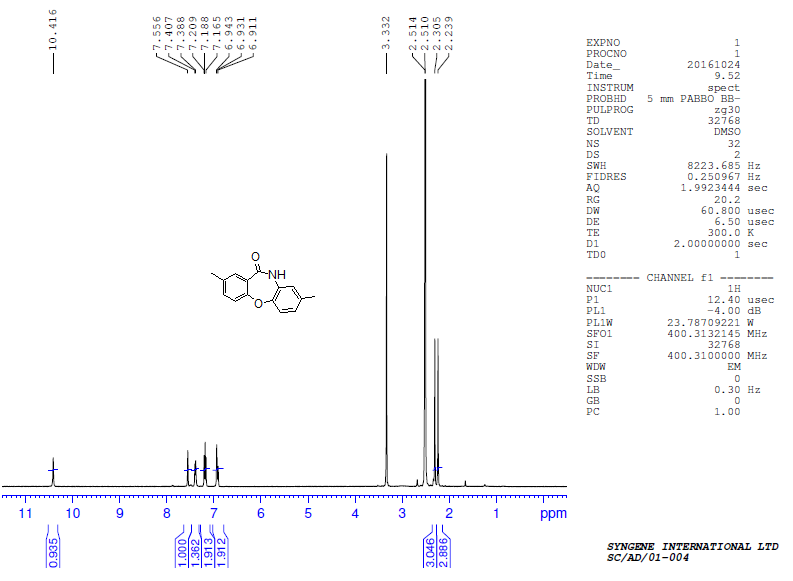 10.416
7.556
7.407
7.388
7.209
7.188
7.165
6.943
6.931
6.911
3.332
2.514
2.510
2.305
2.239
EXPNO 1
PROCNO 1
Date_ 20161024
Time 9.52
INSTRUM spect
PROBHD 5 mm PABBO BB-
PULPROG zg30
TD 32768
SOLVENT DMSO
NS 32
DS 2
SWH 8223.685 Hz
FIDRES 0.250967 Hz
AQ 1.9923444 sec
RG 20.2
DW 60.800 usec
DE 6.50 usec
TE 300.0 K
D1 2.00000000 sec
TD0 1
======== CHANNEL f1 ========
NUC1 1H
P1 12.40 usec
PL1 -4.00 dB
PL1W 23.78709221 W
SFO1 400.3132145 MHz
SI 32768
SF 400.3100000 MHz
WDW EM
SSB 0
LB 0.30 Hz
GB 0
PC 1.00
O
NH
O
11 10 9 8 7 6 5 4 3 2 1 ppm
0.935
1.000
1.362
1.913
1.912
3.046
2.886
SYNGENE INTERNATIONAL LTD
SC/AD/01-004